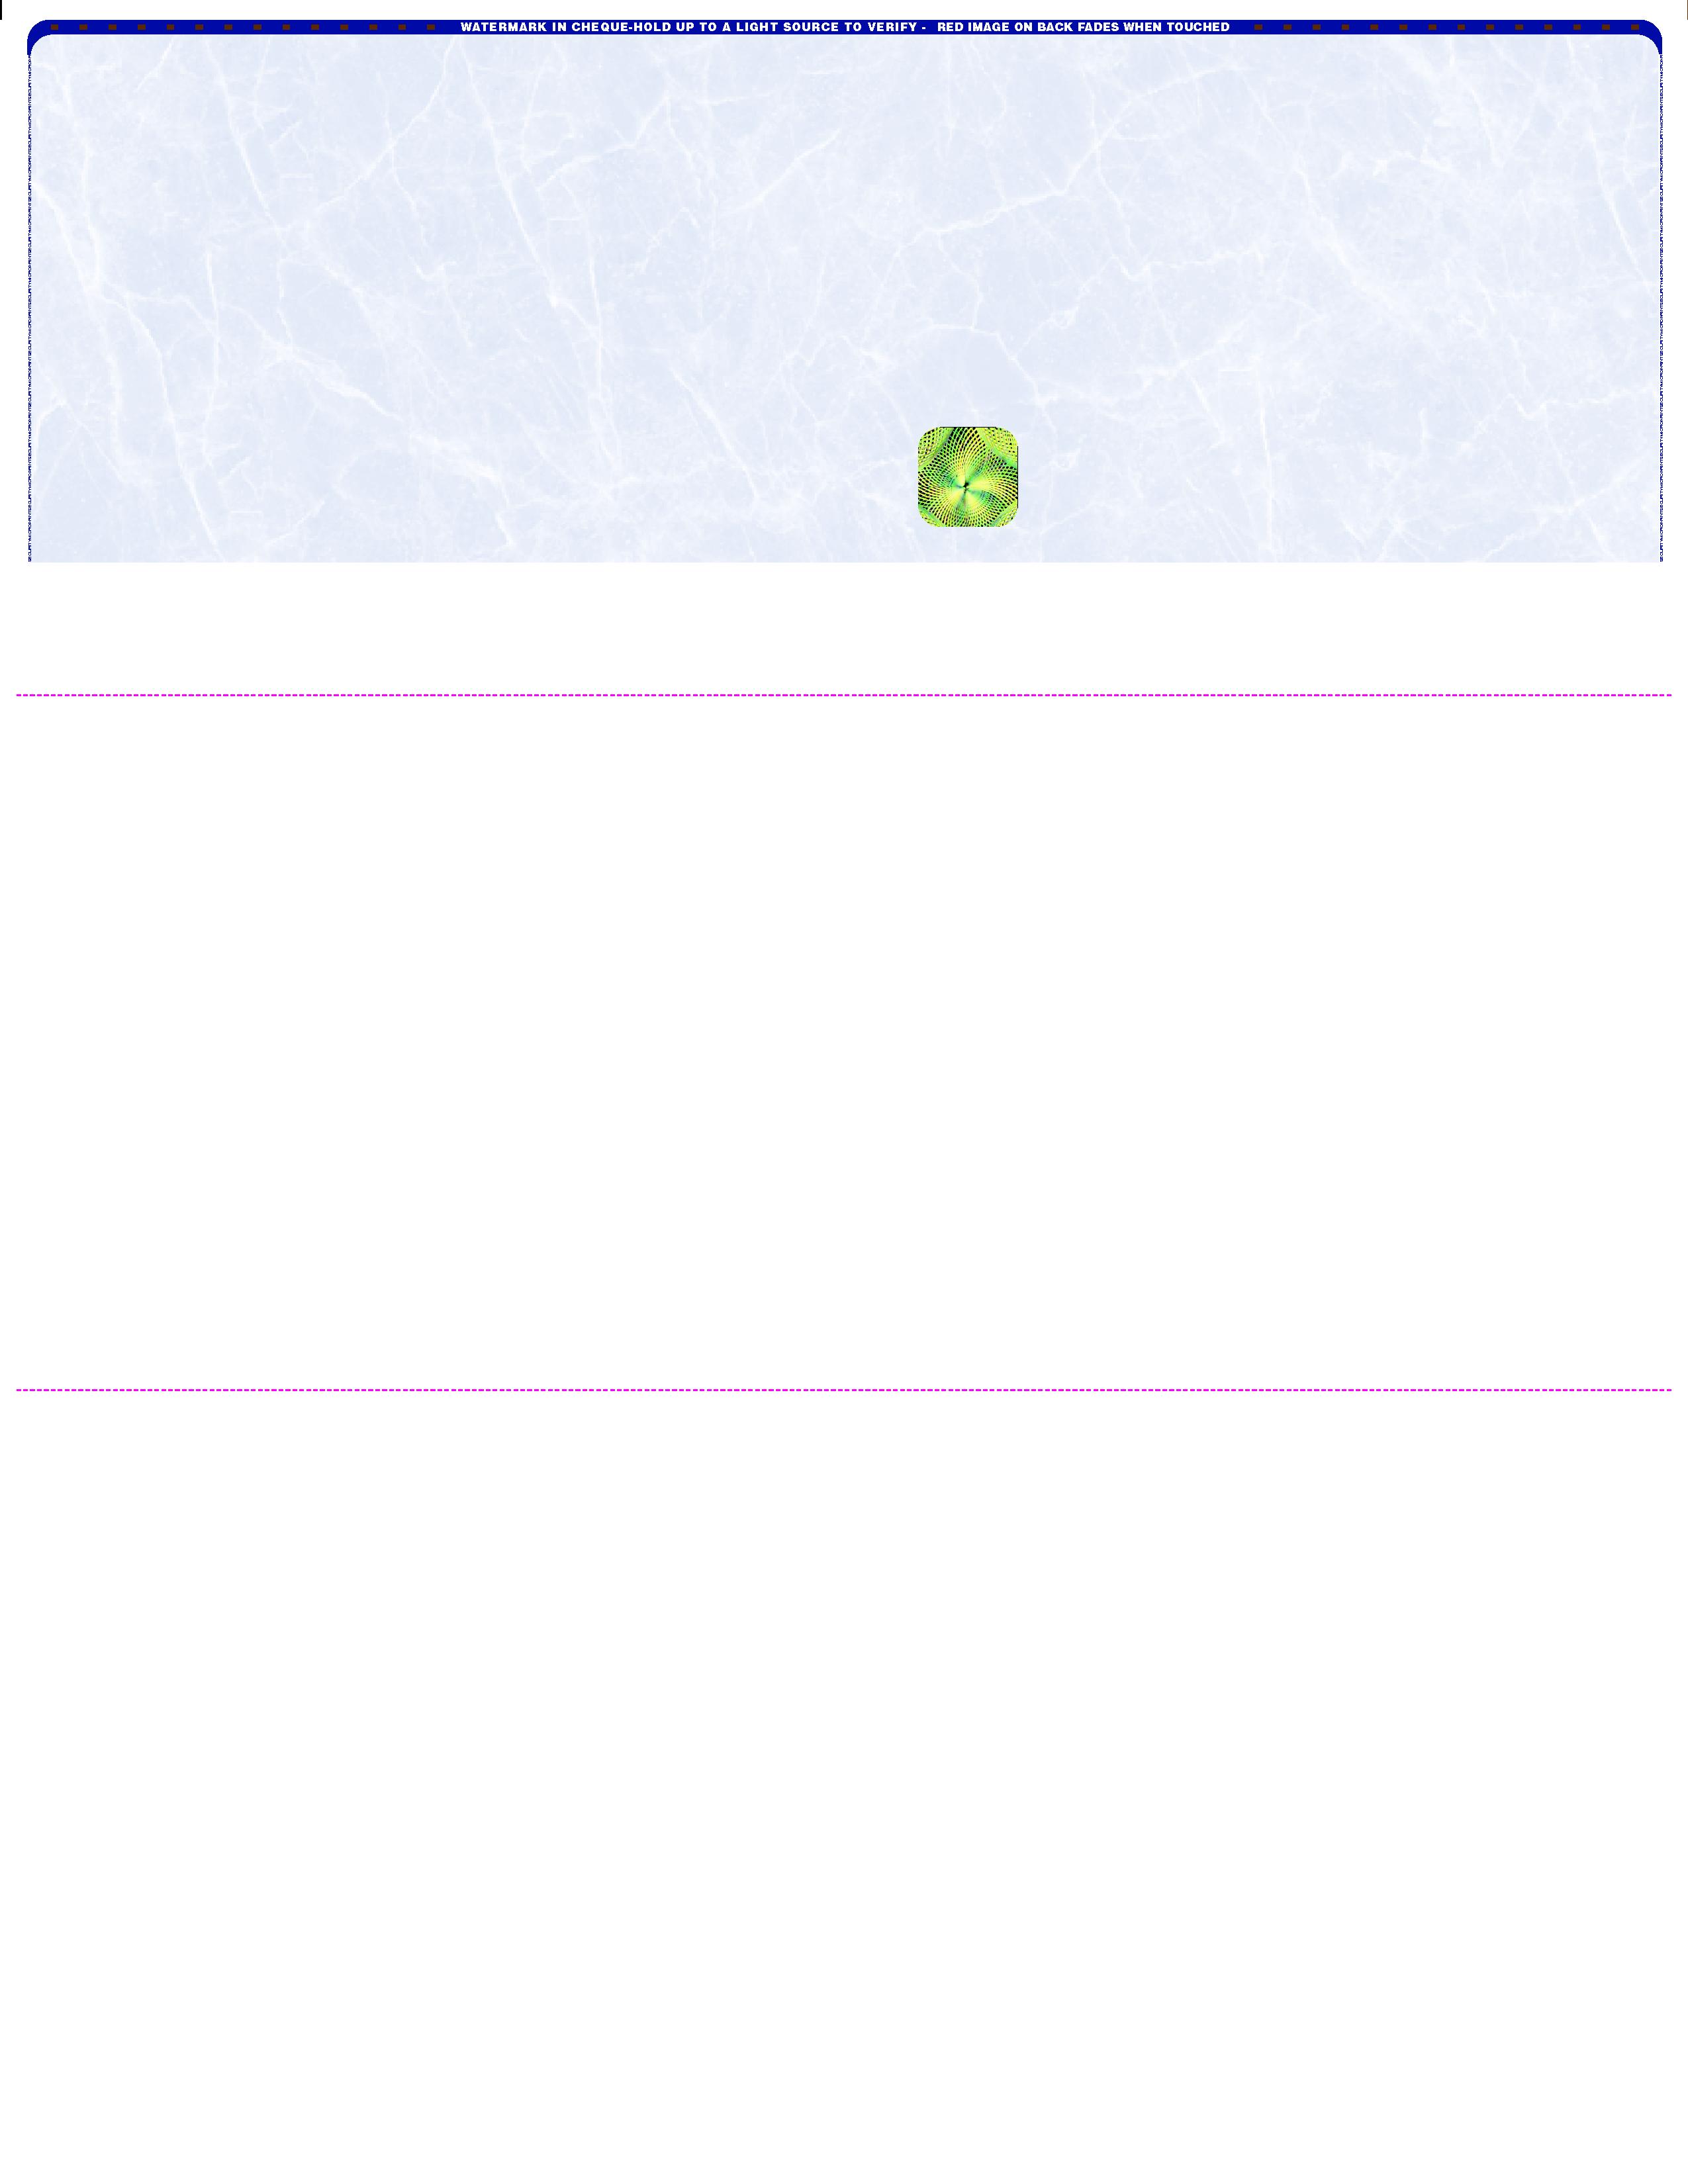 WATERMARK IN CHEQUE-HOLD UP TO A LIGHT SOURCE TO VERIFY - RED IMAGE ON BACK FADES WHEN TOUCHED